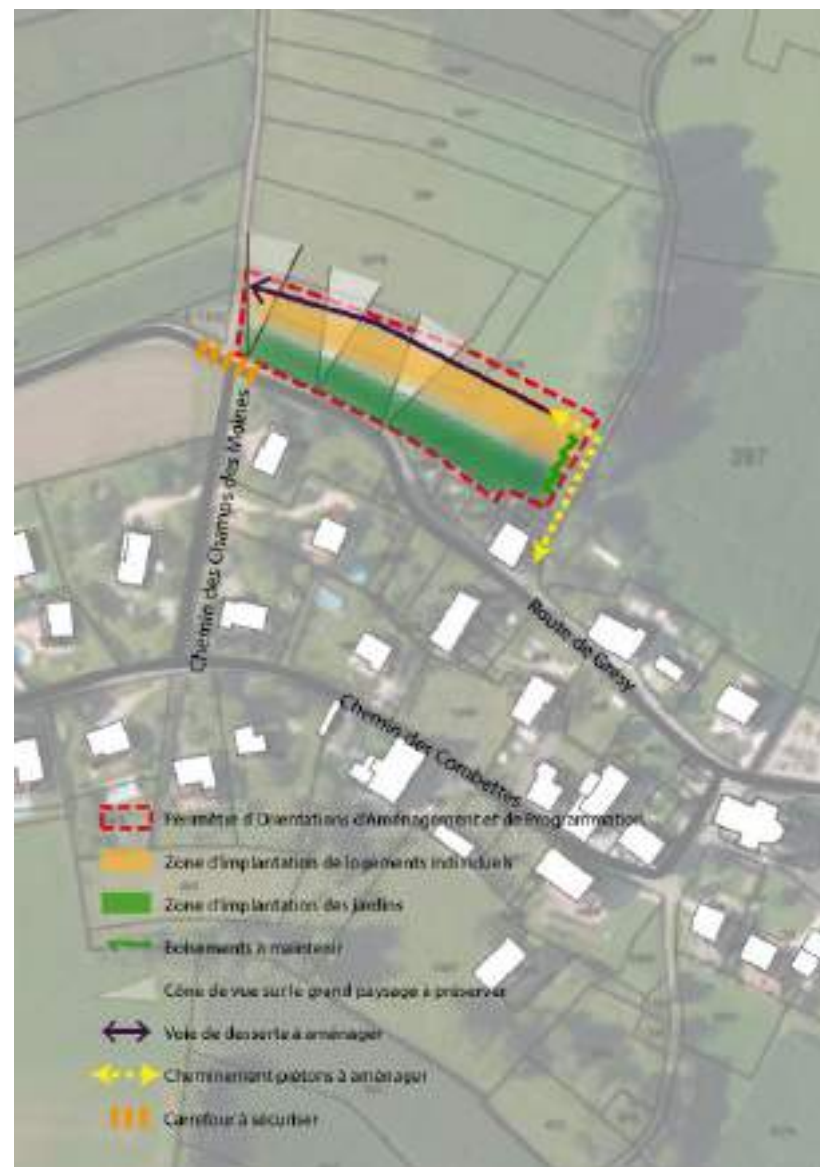 397
Chemin des Champs des Moines
Route de Gresy
Chemin des Combettes
Périmètre d'Orientations d'Aménagement et de Programmation
Zone d'implantation de logements individuels
Zone d'implantation des jardins
Boisements à maintenir
Cône de vue sur le grand paysage à préserver
Voie de desserte à aménager
Cheminement piétons à aménager
Carrefour à sécuriser